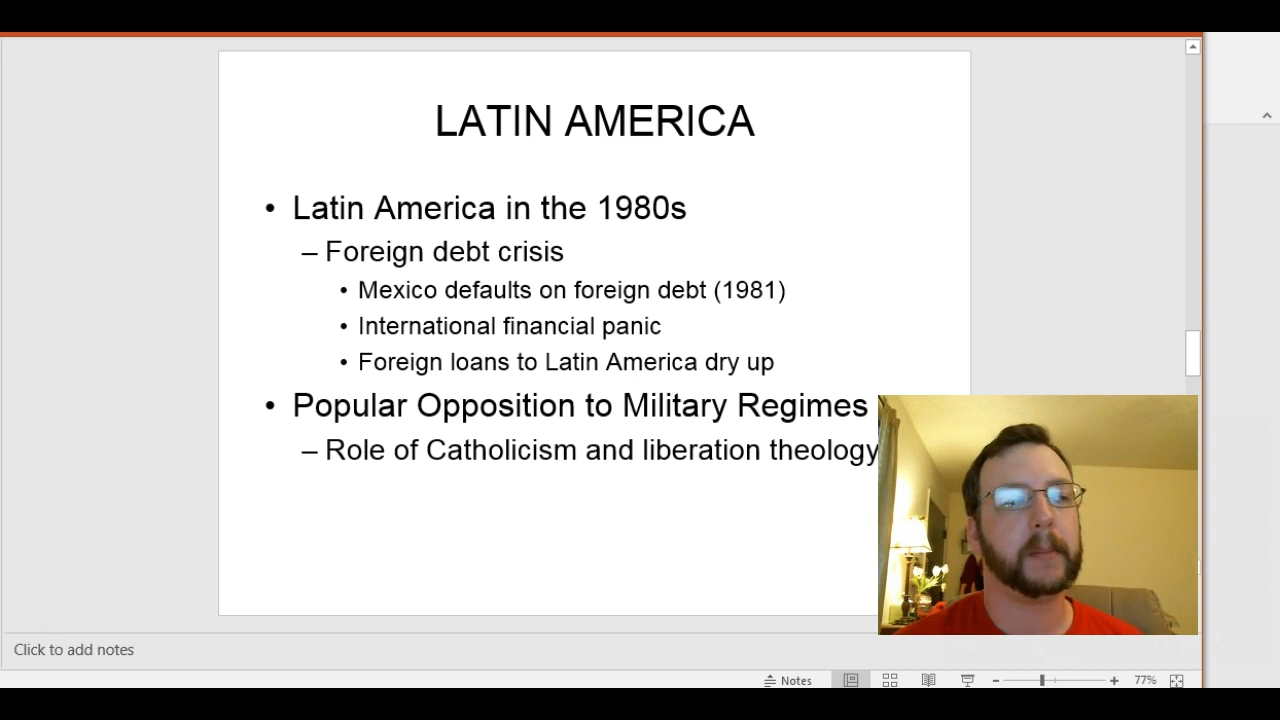 LATIN AMERICA
• Latin America in the 1980s
– Foreign debt crisis
• Mexico defaults on foreign debt (1981)
• International financial panic
• Foreign loans to Latin America dry up
• Popular Opposition to Military Regimes
– Role of Catholicism and liberation theology
Click to add notes
Notes
77%